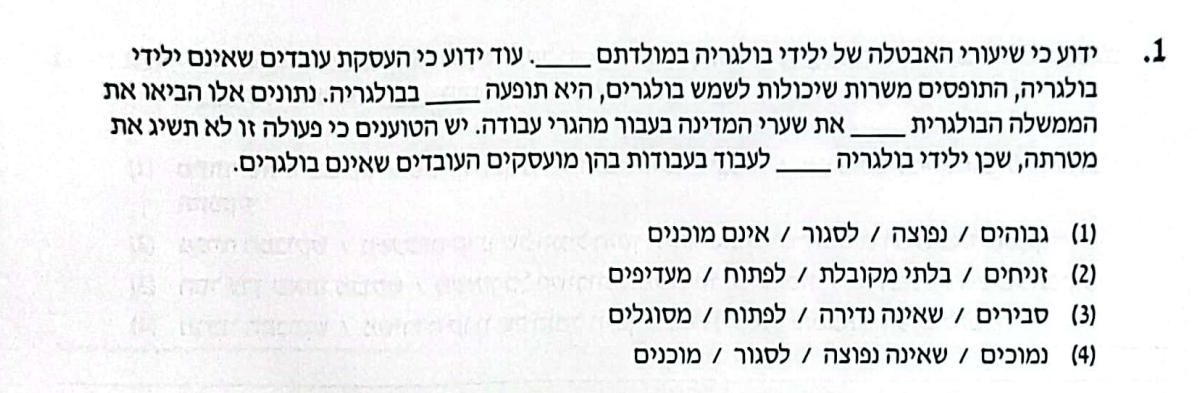 1. ידוע כי שיעורי האבטלה של ילידי בולגריה במולדתם ____. עוד ידוע כי העסקת עובדים שאינם ילידי
בולגריה, התופסים משרות שיכולות לשמש בולגרים, היא תופעה ____ בבולגריה. נתונים אלו הביאו את
הממשלה הבולגרית ____ את שערי המדינה בעבור מהגרי עבודה. יש הטוענים כי פעולה זו לא תשיג את
מטרתה, שכן ילידי בולגריה ____ לעבוד בעבודות בהן מועסקים העובדים שאינם בולגרים.
(1) גבוהים / נפוצה / לסגור / אינם מוכנים
(2) זניחים / בלתי מקובלת / לפתוח / מעדיפים
(3) סבירים / שאינה נדירה / לפתוח / מסוגלים
(4) נמוכים / שאינה נפוצה / לסגור / מוכנים